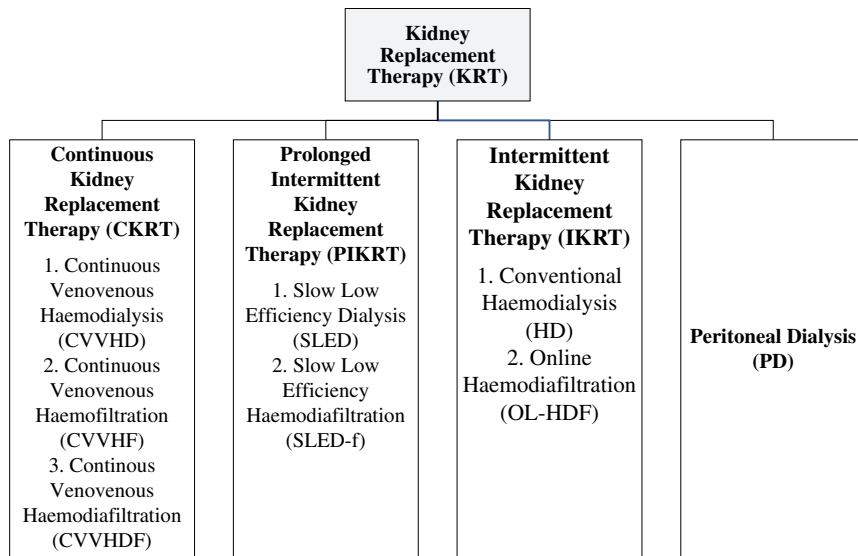 Kidney
Replacement
Therapy (KRT)
Continuous
Kidney
Replacement
Therapy (CKRT)
1. Continuous
Venovenous
Haemodialysis
(CVVHD)
2. Continuous
Venovenous
Haemofiltration
(CVVHF)
3. Continous
Venovenous
Haemodiafiltration
(CVVHDF)
Prolonged
Intermittent
Kidney
Replacement
Therapy (PIKRT)
1. Slow Low
Efficiency Dialysis
(SLED)
2. Slow Low
Efficiency
Haemodiafiltration
(SLED-f)
Intermittent
Kidney
Replacement
Therapy (IKRT)
1. Conventional
Haemodialysis
(HD)
2. Online
Haemodiafiltration
(OL-HDF)
Peritoneal Dialysis
(PD)